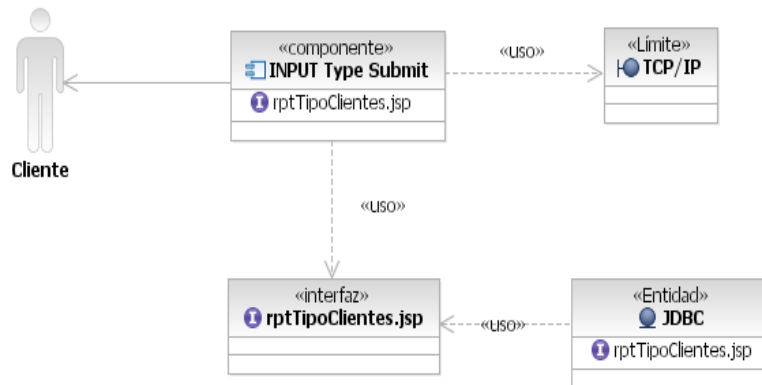 «componente»
INPUT Type Submit
rptTipoClientes.jsp
«uso»
«Límite»
TCP/IP
Cliente
«uso»
«interfaz»
rptTipoClientes.jsp
«uso»
«Entidad»
JDBC
rptTipoClientes.jsp